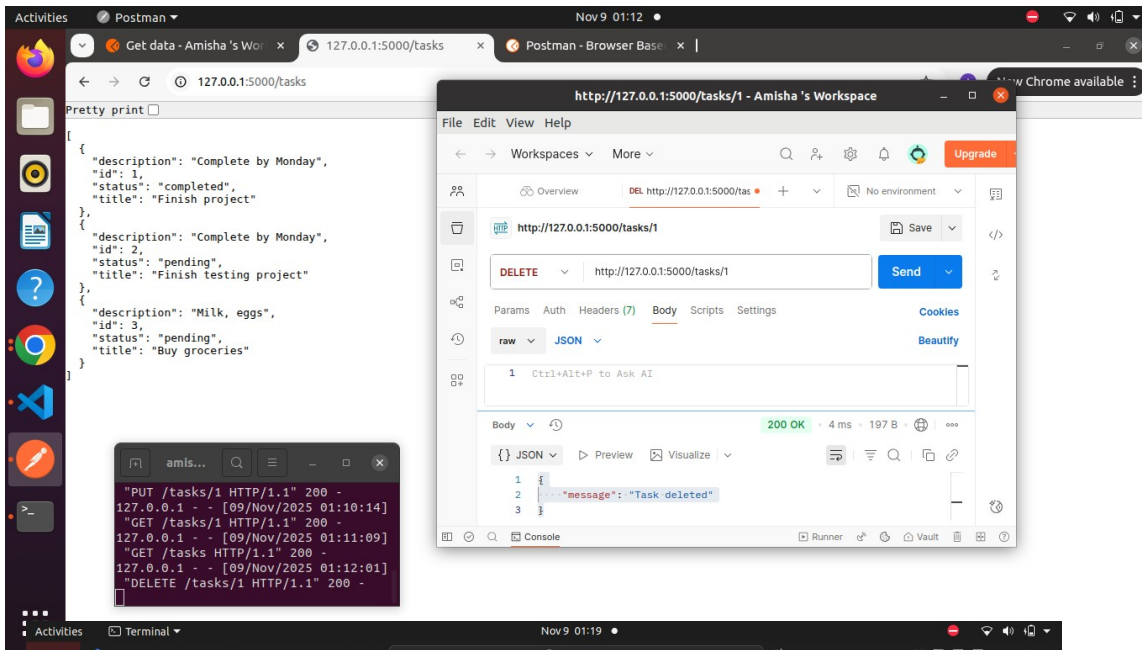 Activities Postman Nov 9 01:12
Get data - Amisha 's Wor 127.0.0.1:5000/tasks Postman - Browser Base
127.0.0.1:5000/tasks New Chrome available
Pretty print
[
{
"description": "Complete by Monday",
"id": 1,
"status": "completed",
"title": "Finish project"
},
{
"description": "Complete by Monday",
"id": 2,
"status": "pending",
"title": "Finish testing project"
},
{
"description": "Milk, eggs",
"id": 3,
"status": "pending",
"title": "Buy groceries"
}
]
http://127.0.0.1:5000/tasks/1 - Amisha 's Workspace
File Edit View Help
Workspaces More Upgrade
Overview DEL http://127.0.0.1:5000/tas No environment
HTTP http://127.0.0.1:5000/tasks/1 Save </>
DELETE http://127.0.0.1:5000/tasks/1 Send
Params Auth Headers (7) Body Scripts Settings Cookies
raw JSON Beautify
1 Ctrl+Alt+P to Ask AI
Body 200 OK 4 ms 197 B
{} JSON Preview Visualize
1 {
2 "message": "Task deleted"
3 }
Console Runner Vault
amis...
"PUT /tasks/1 HTTP/1.1" 200 -
127.0.0.1 - - [09/Nov/2025 01:10:14]
"GET /tasks/1 HTTP/1.1" 200 -
127.0.0.1 - - [09/Nov/2025 01:11:09]
"GET /tasks HTTP/1.1" 200 -
127.0.0.1 - - [09/Nov/2025 01:12:01]
"DELETE /tasks/1 HTTP/1.1" 200 -
Activities Terminal Nov 9 01:19